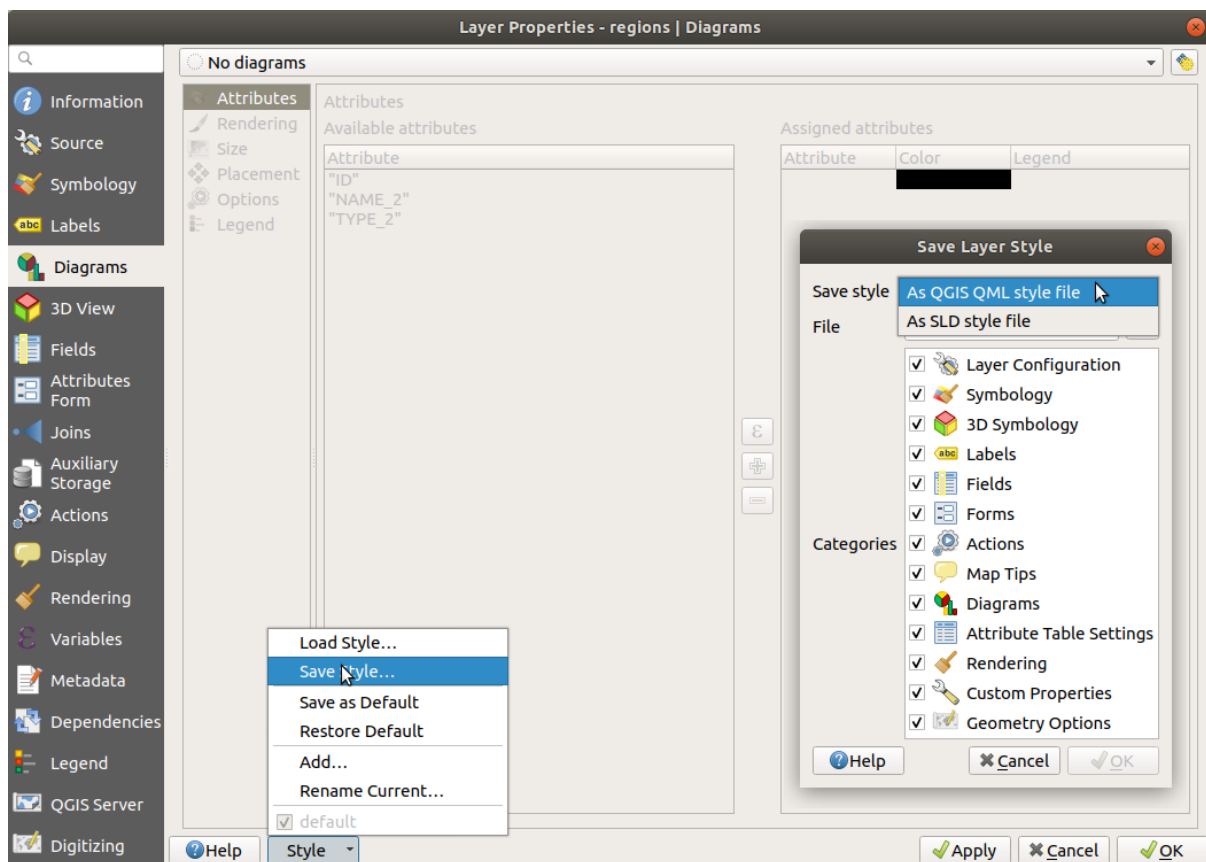 Layer Properties - regions | Diagrams
No diagrams
Information
Source
Symbology
Labels
Diagrams
3D View
Fields
Attributes
Form
Joins
Auxiliary
Storage
Actions
Display
Rendering
Variables
Metadata
Dependencies
Legend
QGIS Server
Digitizing
Attributes
Rendering
Size
Placement
Options
Legend
Attributes
Available attributes
Attribute
"ID"
"NAME_2"
"TYPE_2"
Assigned attributes
Attribute Color Legend
Save Layer Style
Save style As QGIS QML style file
As SLD style file
File
Categories
Layer Configuration
Symbology
3D Symbology
abc Labels
Fields
Forms
Actions
Map Tips
Diagrams
Attribute Table Settings
Rendering
Custom Properties
Geometry Options
Help Cancel OK
Load Style...
Save Style...
Save as Default
Restore Default
Add...
Rename Current...
default
Help Style Apply Cancel OK